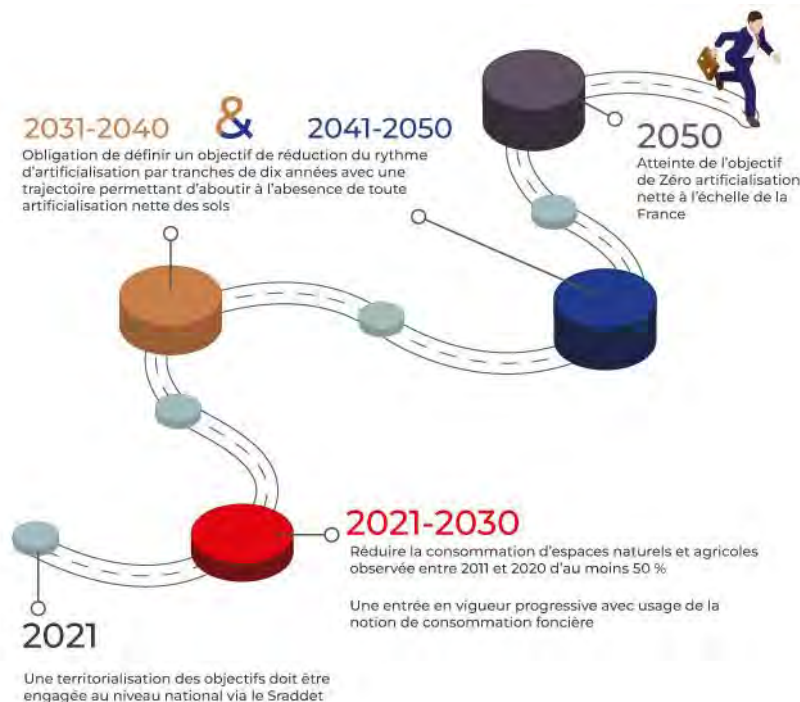 2031-2040 & 2041-2050
Obligation de définir un objectif de réduction du rythme
d'artificialisation par tranches de dix années avec une
trajectoire permettant d'aboutir à l'abesence de toute
artificialisation nette des sols
2050
Atteinte de l'objectif
de Zéro artificialisation
nette à l'échelle de la
France
2021-2030
Réduire la consommation d'espaces naturels et agricoles
observée entre 2011 et 2020 d'au moins 50 %
Une entrée en vigueur progressive avec usage de la
notion de consommation foncière
2021
Une territorialisation des objectifs doit être
engagée au niveau national via le Sraddet